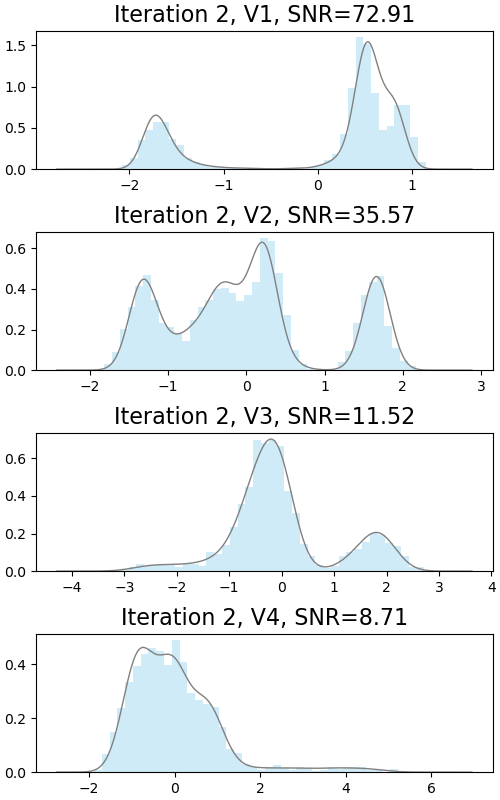 Iteration 2, V1, SNR=72.91
1.5
1.0
0.5
0.0
−2 −1 0 1
Iteration 2, V2, SNR=35.57
0.6
0.4
0.2
0.0
−2 −1 0 1 2 3
Iteration 2, V3, SNR=11.52
0.6
0.4
0.2
0.0
−4 −3 −2 −1 0 1 2 3 4
Iteration 2, V4, SNR=8.71
0.4
0.2
0.0
−2 0 2 4 6